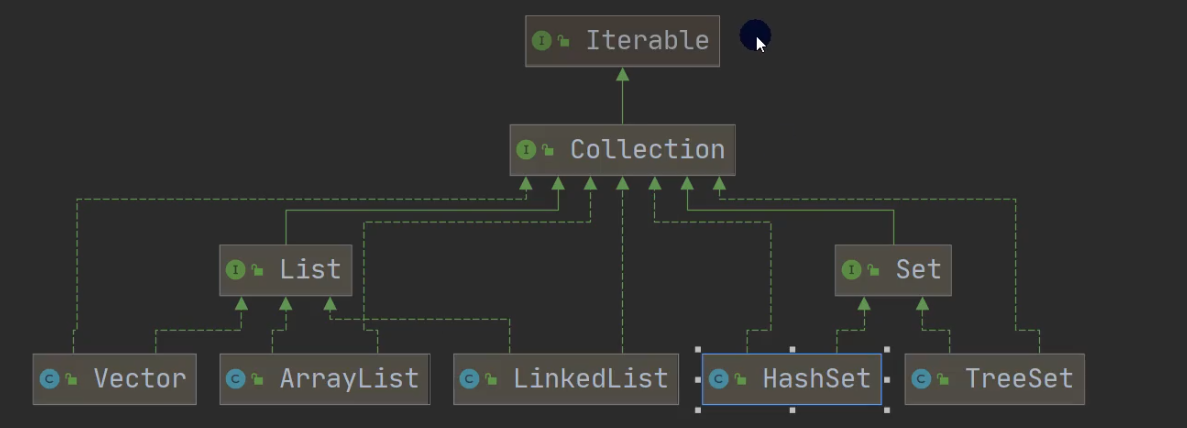 I Iterable
I Collection
I List
I Set
C Vector
C ArrayList
C LinkedList
C HashSet
C TreeSet